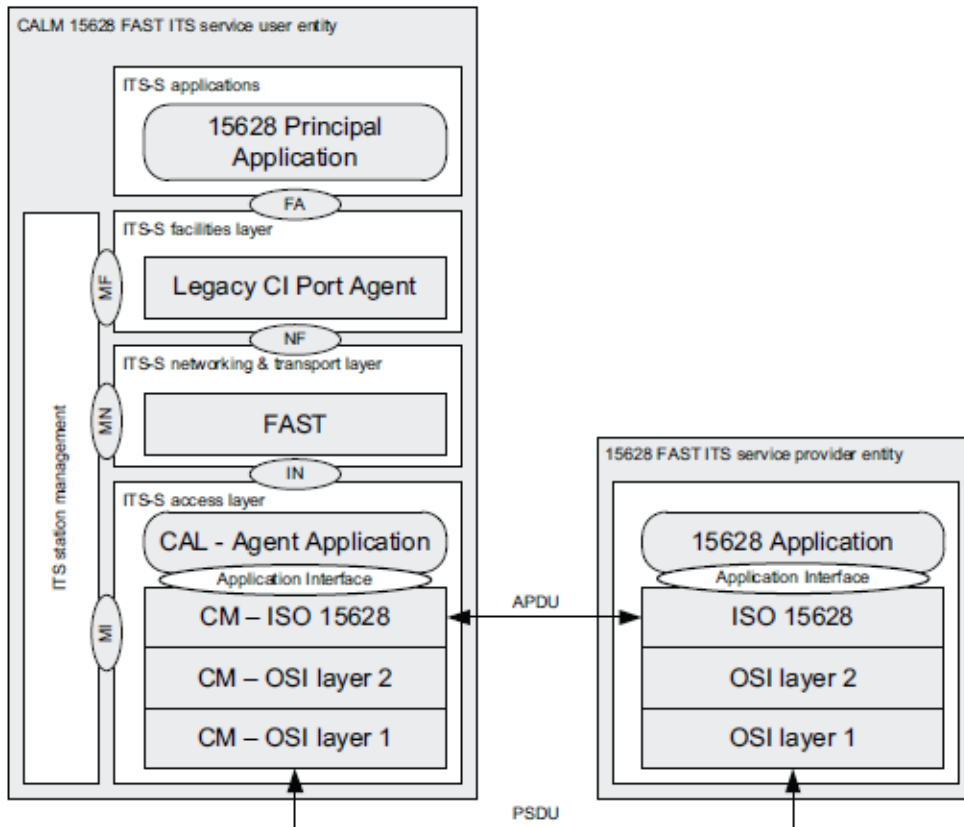 CALM 15628 FAST ITS service user entity
ITS-S applications
15628 Principal
Application
FA
ITS-S facilities layer
Legacy CI Port Agent
MF
NF
ITS-S networking & transport layer
FAST
MN
IN
ITS station management
ITS-S access layer
CAL - Agent Application
Application Interface
CM – ISO 15628
CM – OSI layer 2
CM – OSI layer 1
MI
APDU
PSDU
15628 FAST ITS service provider entity
15628 Application
Application Interface
ISO 15628
OSI layer 2
OSI layer 1